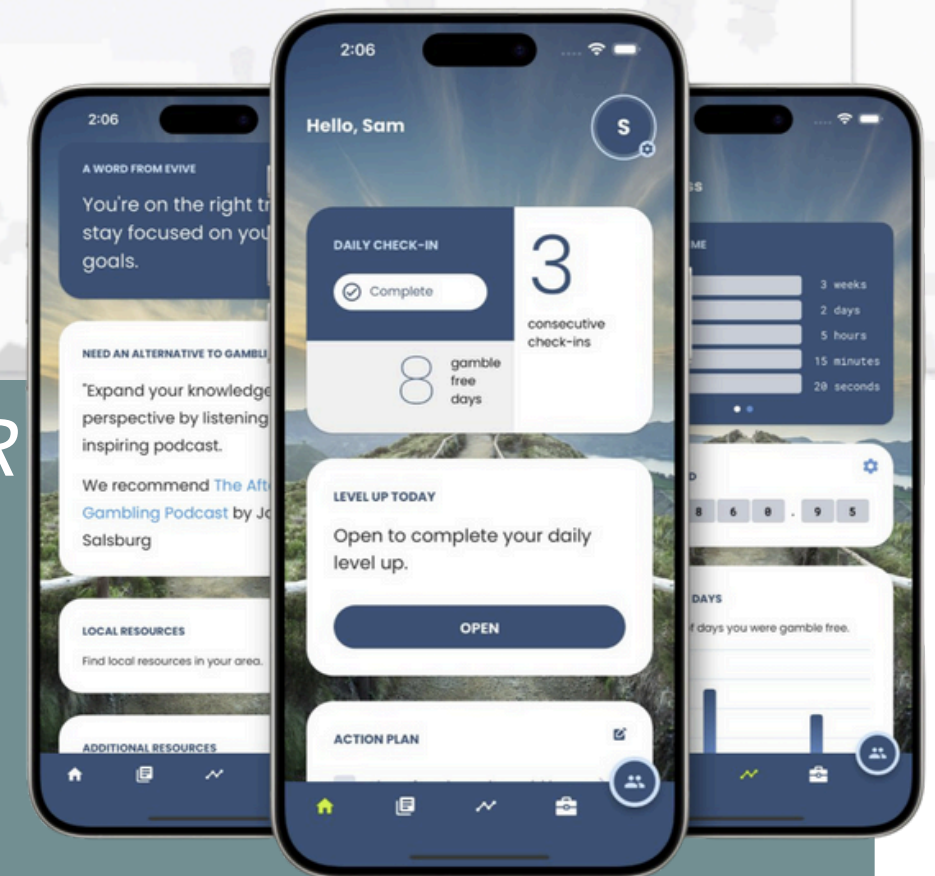 R
2:06
A WORD FROM EVIVE
You're on the right tr
stay focused on you
goals.
NEED AN ALTERNATIVE TO GAMBLI
"Expand your knowledge
perspective by listening
inspiring podcast.
We recommend The Afte
Gambling Podcast by Jo
Salsburg
LOCAL RESOURCES
Find local resources in your area.
ADDITIONAL RESOURCES
2:06
Hello, Sam
S
DAILY CHECK-IN
Complete
3
consecutive
check-ins
8
gamble
free
days
LEVEL UP TODAY
Open to complete your daily
level up.
OPEN
ACTION PLAN
ss
ME
3 weeks
2 days
5 hours
15 minutes
20 seconds
D
8 6 0 . 9 5
DAYS
f days you were gamble free.